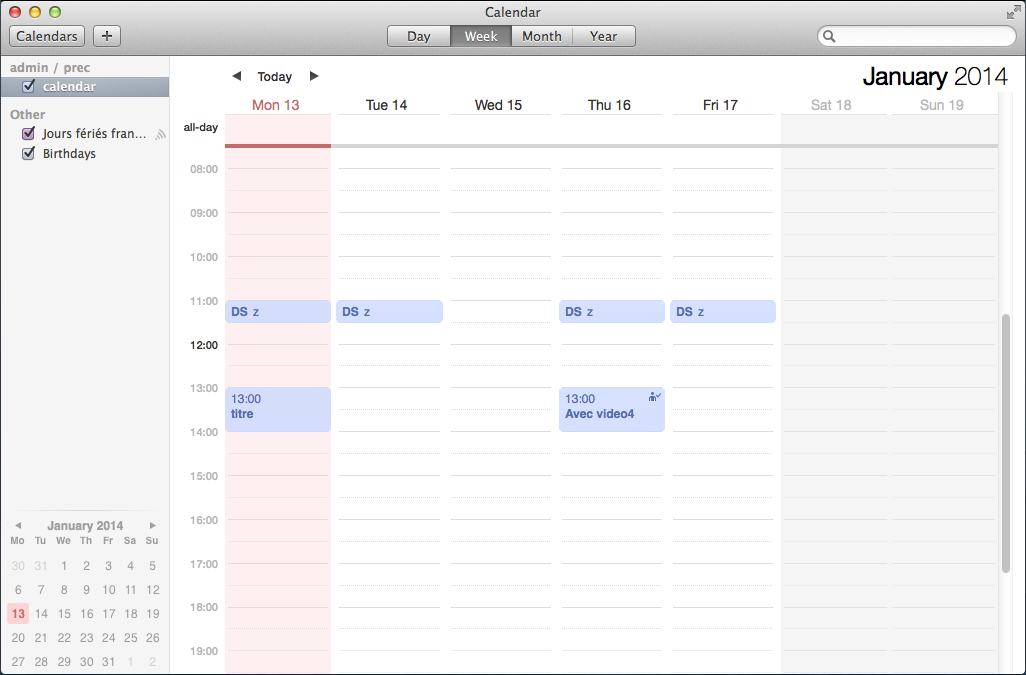 Calendar
Calendars + Day Week Month Year
admin / prec
calendar
Other
Jours fériés fran...
Birthdays
Today
January 2014
Mon 13 Tue 14 Wed 15 Thu 16 Fri 17 Sat 18 Sun 19
all-day
08:00
09:00
10:00
11:00
DS z DS z DS z DS z
12:00
13:00
13:00 13:00
titre Avec video4
14:00
15:00
16:00
17:00
18:00
19:00
January 2014
Mo Tu We Th Fr Sa Su
30 31 1 2 3 4 5
6 7 8 9 10 11 12
13 14 15 16 17 18 19
20 21 22 23 24 25 26
27 28 29 30 31 1 2